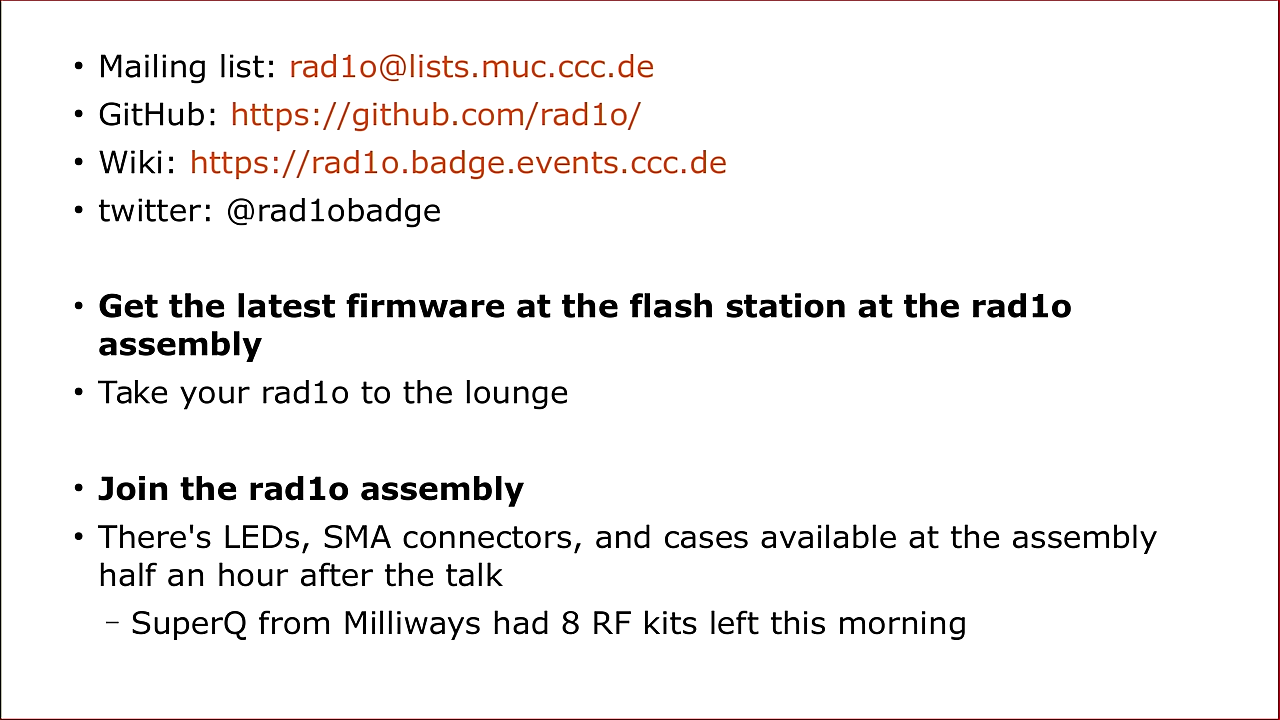 • Mailing list: rad1o@lists.muc.ccc.de
• GitHub: https://github.com/rad1o/
• Wiki: https://rad1o.badge.events.ccc.de
• twitter: @rad1obadge
• Get the latest firmware at the flash station at the rad1o
assembly
• Take your rad1o to the lounge
• Join the rad1o assembly
• There's LEDs, SMA connectors, and cases available at the assembly
half an hour after the talk
– SuperQ from Milliways had 8 RF kits left this morning